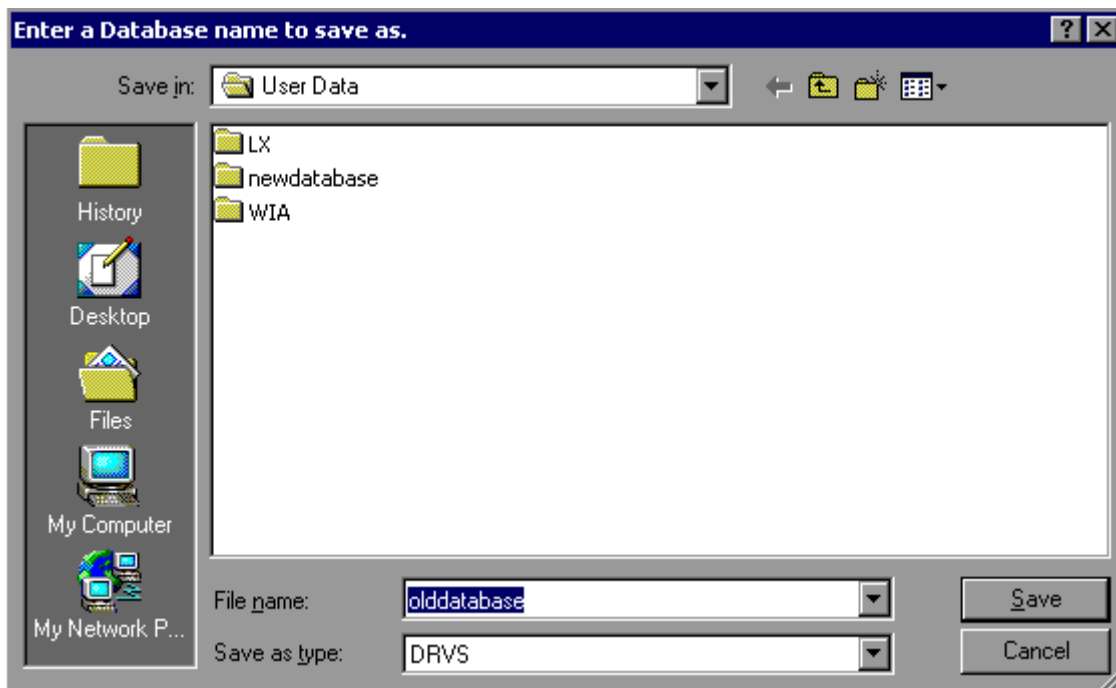 Enter a Database name to save as.
Save in: User Data
LX
newdatabase
WIA
History
Desktop
Files
My Computer
My Network P...
File name: olddatabase Save
Save as type: DRVS Cancel